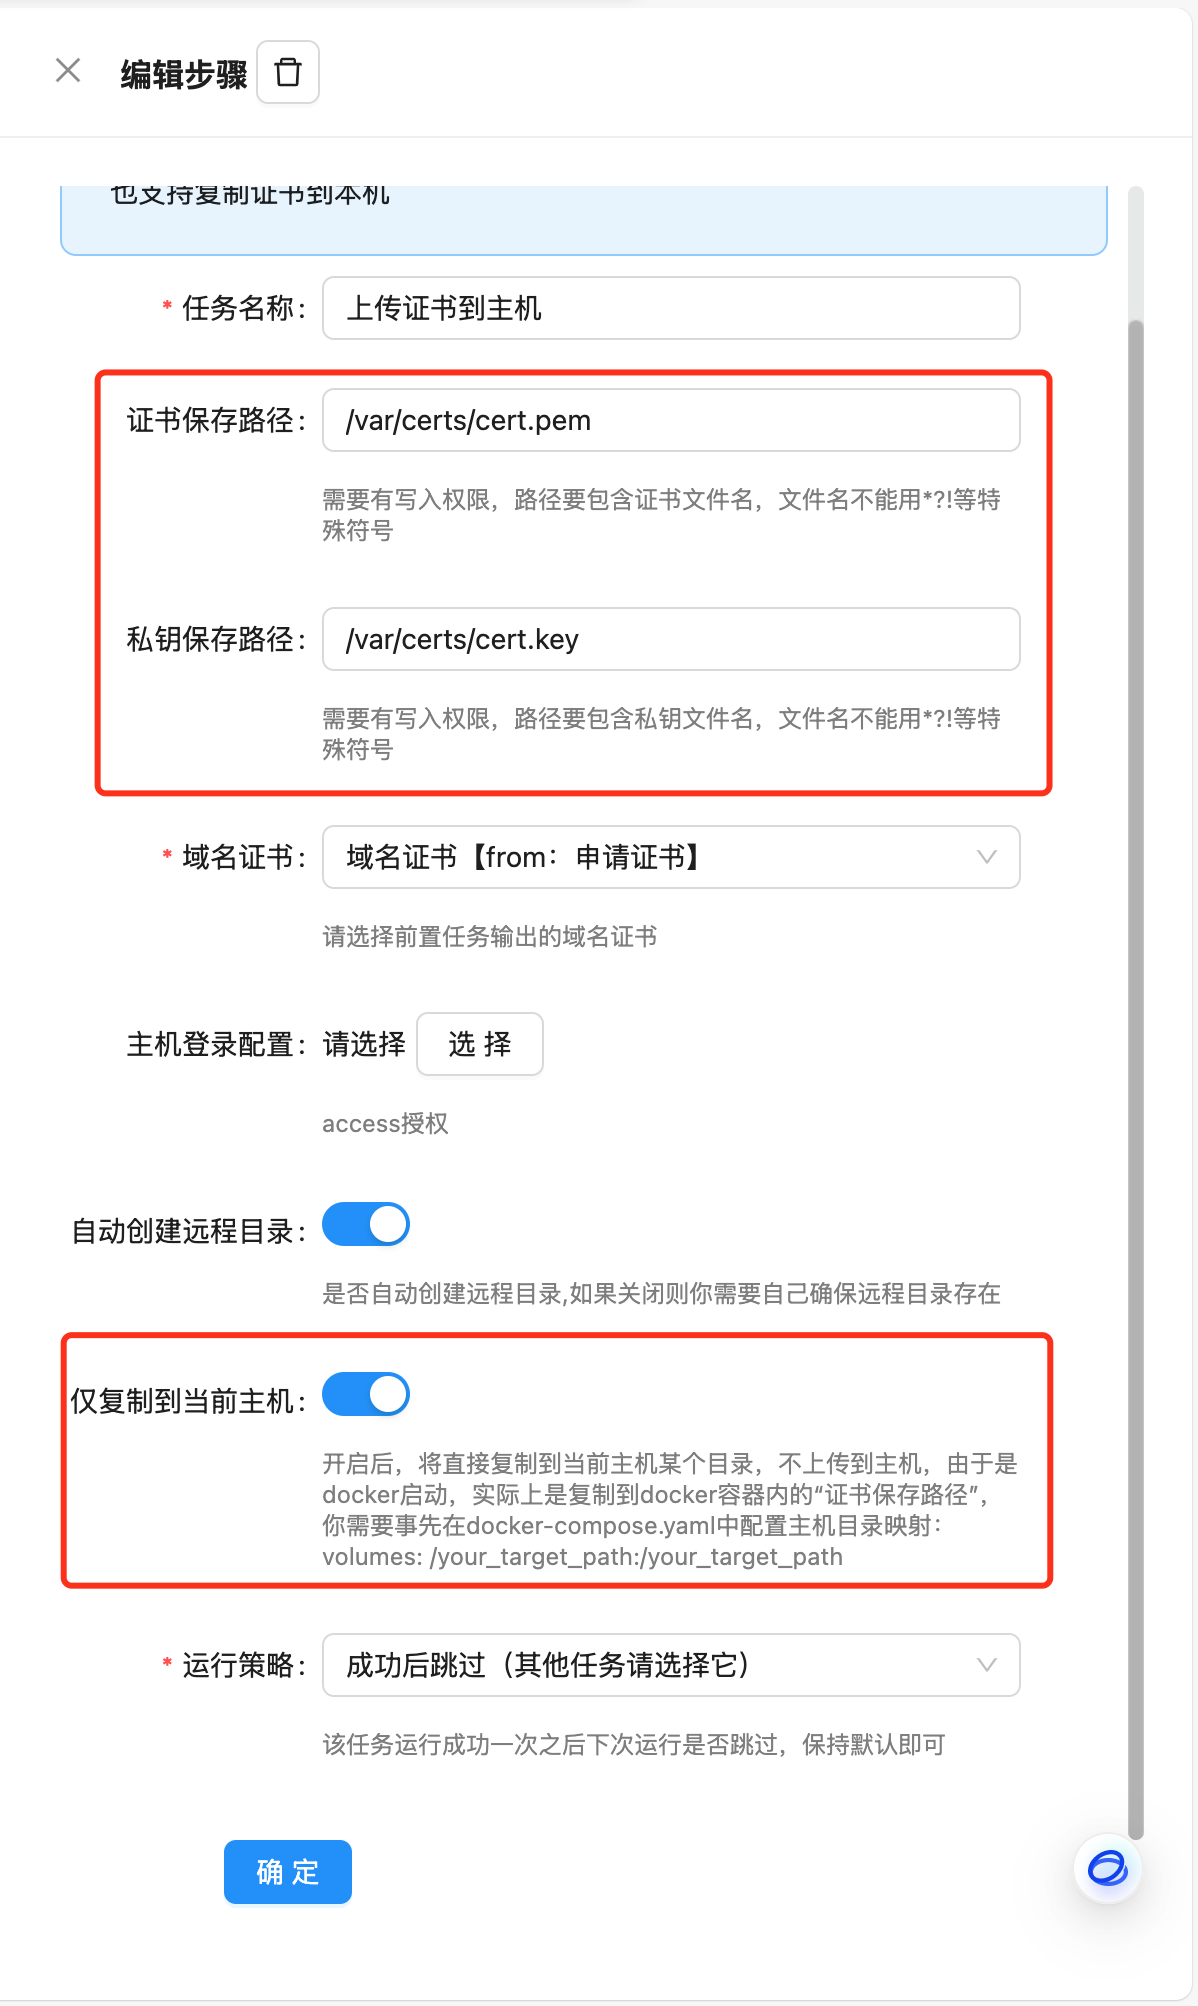 编辑步骤
也支持复制证书到本机
* 任务名称: 上传证书到主机
证书保存路径: /var/certs/cert.pem
需要有写入权限，路径要包含证书文件名，文件名不能用*?!等特
殊符号
私钥保存路径: /var/certs/cert.key
需要有写入权限，路径要包含私钥文件名，文件名不能用*?!等特
殊符号
* 域名证书: 域名证书【from：申请证书】
请选择前置任务输出的域名证书
主机登录配置: 请选择 选 择
access授权
自动创建远程目录:
是否自动创建远程目录,如果关闭则你需要自己确保远程目录存在
仅复制到当前主机:
开启后，将直接复制到当前主机某个目录，不上传到主机，由于是
docker启动，实际上是复制到docker容器内的“证书保存路径”，
你需要事先在docker-compose.yaml中配置主机目录映射：
volumes: /your_target_path:/your_target_path
* 运行策略: 成功后跳过（其他任务请选择它）
该任务运行成功一次之后下次运行是否跳过，保持默认即可
确 定